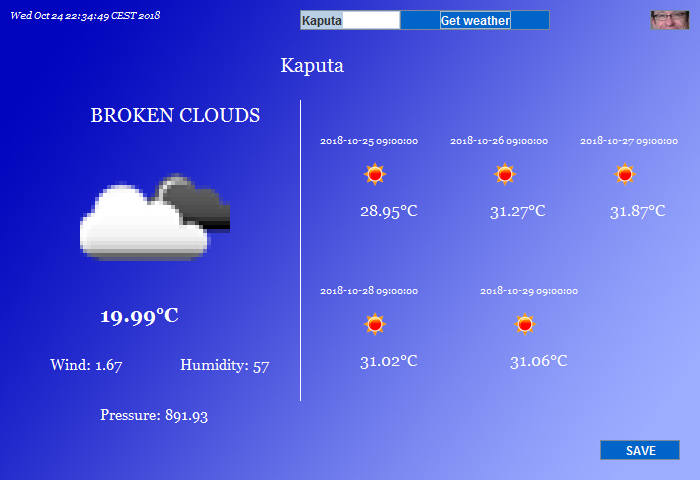 Wed Oct 24 22:34:49 CEST 2018
Kaputa
Get weather
Kaputa
BROKEN CLOUDS
19.99°C
Wind: 1.67
Humidity: 57
Pressure: 891.93
2018-10-25 09:00:00
2018-10-26 09:00:00
2018-10-27 09:00:00
28.95°C
31.27°C
31.87°C
2018-10-28 09:00:00
2018-10-29 09:00:00
31.02°C
31.06°C
SAVE